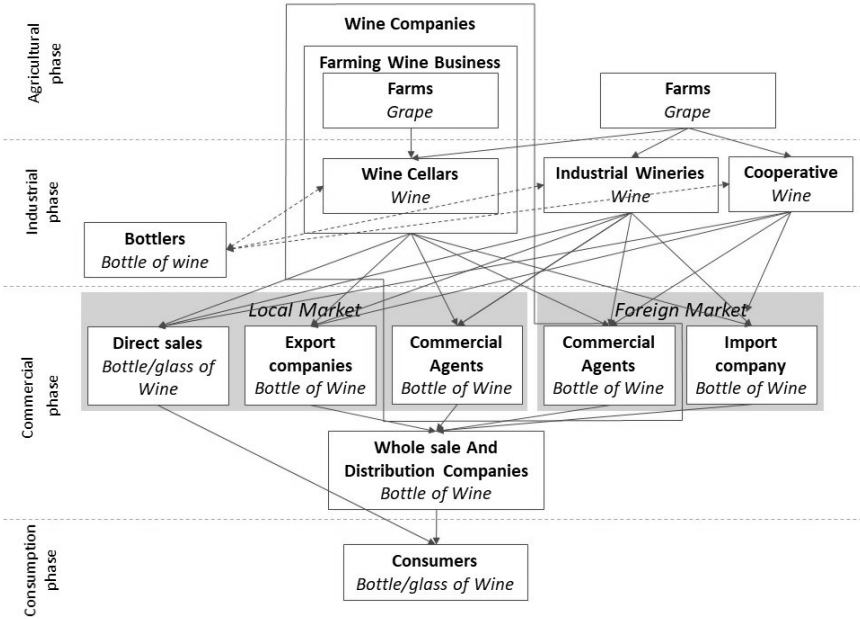 Agricultural
phase
Wine Companies
Farming Wine Business
Farms
Grape
Farms
Grape
Industrial
phase
Wine Cellars
Wine
Industrial Wineries
Wine
Cooperative
Wine
Bottlers
Bottle of wine
Commercial
phase
Local Market
Foreign Market
Direct sales
Bottle/glass of
Wine
Export
companies
Bottle of Wine
Commercial
Agents
Bottle of Wine
Commercial
Agents
Bottle of Wine
Import
company
Bottle of Wine
Whole sale And
Distribution Companies
Bottle of Wine
Consumption
phase
Consumers
Bottle/glass of Wine